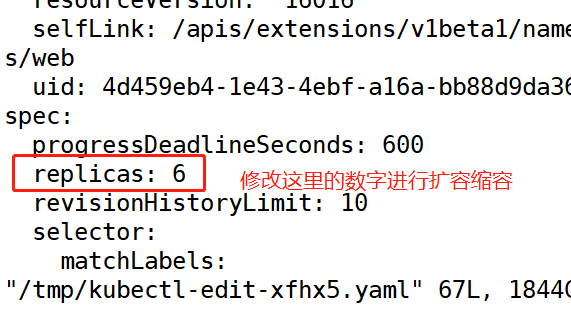 resourceVersion: "16016"
selfLink: /apis/extensions/v1beta1/name
s/web
uid: 4d459eb4-1e43-4ebf-a16a-bb88d9da36
spec:
progressDeadlineSeconds: 600
replicas: 6
修改这里的数字进行扩容缩容
revisionHistoryLimit: 10
selector:
matchLabels:
"/tmp/kubectl-edit-xfhx5.yaml" 67L, 1844C